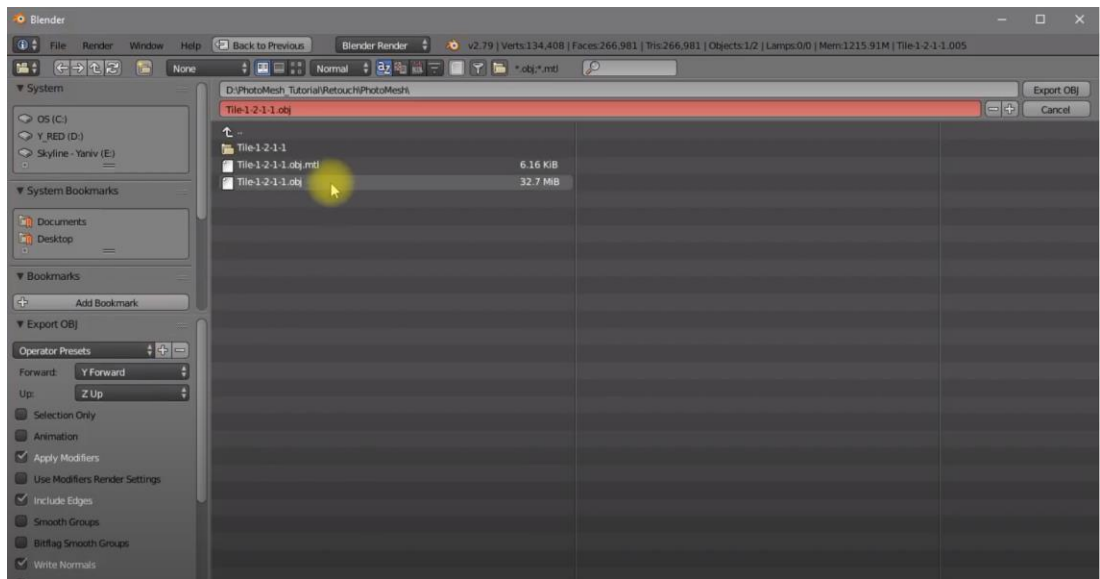 Blender
File Render Window Help Back to Previous Blender Render v2.79 | Verts:134,408 | Faces:266,981 | Tris:266,981 | Objects:1/2 | Lamps:0/0 | Mem:1215.91M | Tile-1-2-1-1.005
None Normal *.obj;*.mtl
System
D:\PhotoMesh_Tutorial\Retouch\PhotoMesh\ Export OBJ
Tile-1-2-1-1.obj Cancel
OS (C:)
Y_RED (D:)
Skyline - Yaniv (E:)
..
Tile-1-2-1-1
Tile-1-2-1-1.obj.mtl 6.16 KiB
Tile-1-2-1-1.obj 32.7 MiB
System Bookmarks
Documents
Desktop
Bookmarks
Add Bookmark
Export OBJ
Operator Presets
Forward: Y Forward
Up: Z Up
Selection Only
Animation
Apply Modifiers
Use Modifiers Render Settings
Include Edges
Smooth Groups
Bitflag Smooth Groups
Write Normals